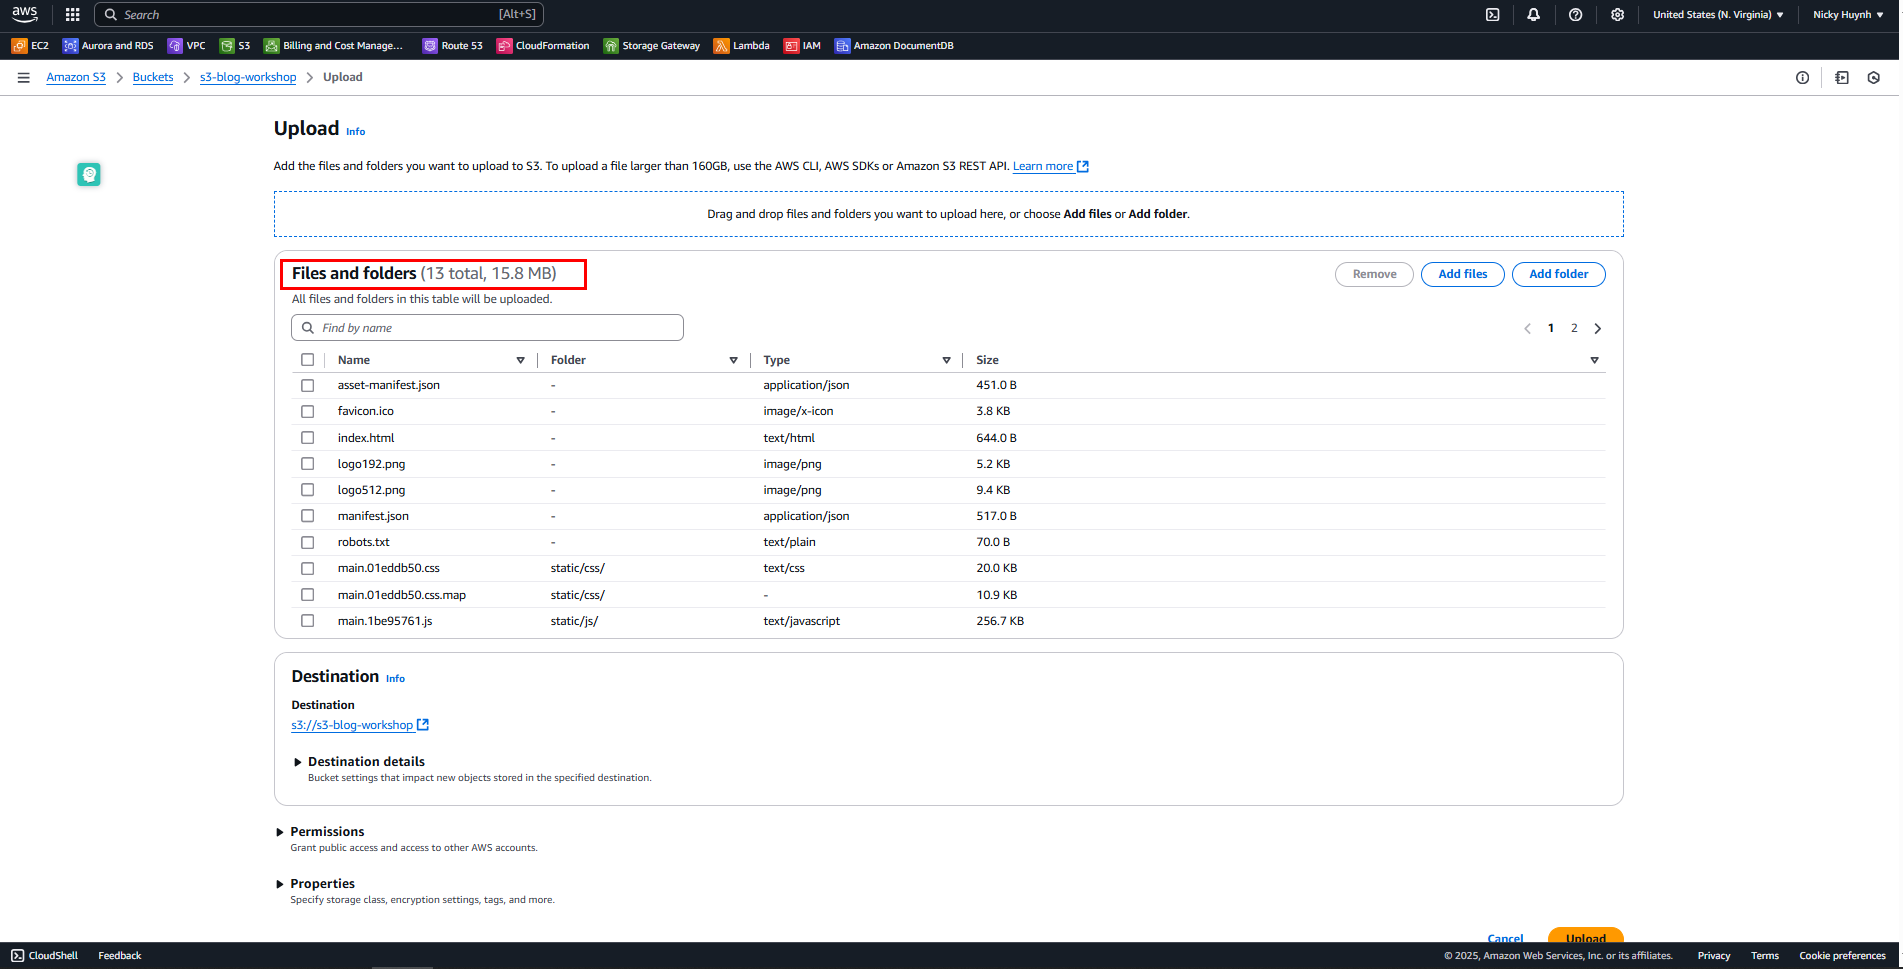 aws Search [Alt+S] United States (N. Virginia) Nicky Huynh
EC2 Aurora and RDS VPC S3 Billing and Cost Manage... Route 53 CloudFormation Storage Gateway Lambda IAM Amazon DocumentDB
Amazon S3 > Buckets > s3-blog-workshop > Upload
Upload Info
Add the files and folders you want to upload to S3. To upload a file larger than 160GB, use the AWS CLI, AWS SDKs or Amazon S3 REST API. Learn more
Drag and drop files and folders you want to upload here, or choose Add files or Add folder.
Files and folders (13 total, 15.8 MB) Remove Add files Add folder
All files and folders in this table will be uploaded.
Find by name 1 2
Name Folder Type Size
asset-manifest.json - application/json 451.0 B
favicon.ico - image/x-icon 3.8 KB
index.html - text/html 644.0 B
logo192.png - image/png 5.2 KB
logo512.png - image/png 9.4 KB
manifest.json - application/json 517.0 B
robots.txt - text/plain 70.0 B
main.01eddb50.css static/css/ text/css 20.0 KB
main.01eddb50.css.map static/css/ - 10.9 KB
main.1be95761.js static/js/ text/javascript 256.7 KB
Destination Info
Destination
s3://s3-blog-workshop
Destination details
Bucket settings that impact new objects stored in the specified destination.
Permissions
Grant public access and access to other AWS accounts.
Properties
Specify storage class, encryption settings, tags, and more.
Cancel Upload
CloudShell Feedback © 2025, Amazon Web Services, Inc. or its affiliates. Privacy Terms Cookie preferences